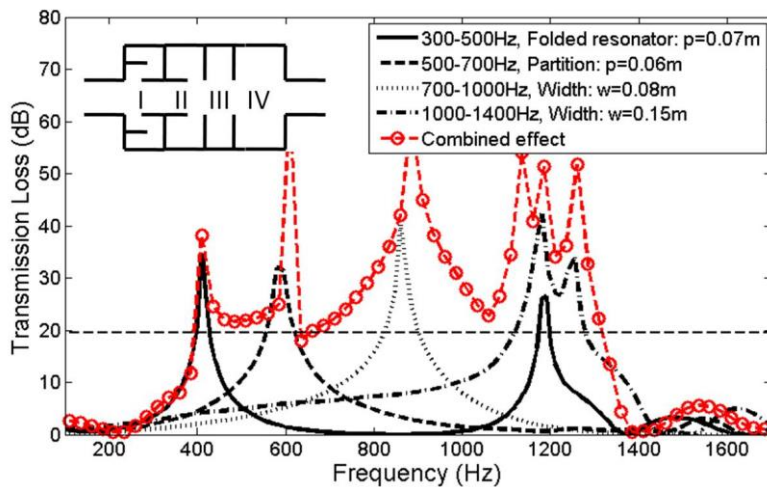 80
70
60
50
40
30
20
10
0
Transmission Loss (dB)
I II III IV
300-500Hz, Folded resonator: p=0.07m
500-700Hz, Partition: p=0.06m
700-1000Hz, Width: w=0.08m
1000-1400Hz, Width: w=0.15m
Combined effect
200 400 600 800 1000 1200 1400 1600
Frequency (Hz)